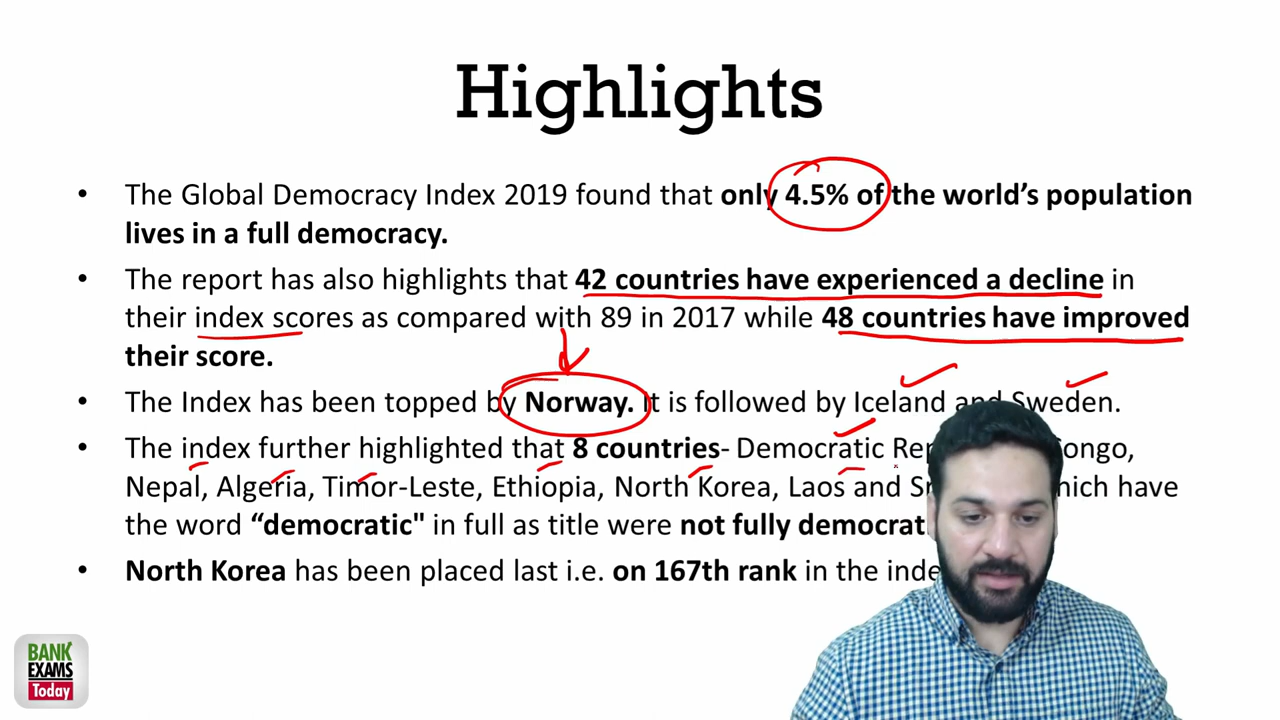 Highlights
• The Global Democracy Index 2019 found that only 4.5% of the world's population
lives in a full democracy.
• The report has also highlights that 42 countries have experienced a decline in
their index scores as compared with 89 in 2017 while 48 countries have improved
their score.
• The Index has been topped by Norway. It is followed by Iceland and Sweden.
• The index further highlighted that 8 countries- Democratic
Nepal, Algeria, Timor-Leste, Ethiopia, North Korea, Laos and have
the word “democratic" in full as title were not fully
• North Korea has been placed last i.e. on 167th rank in the
BANK
EXAMS
Today